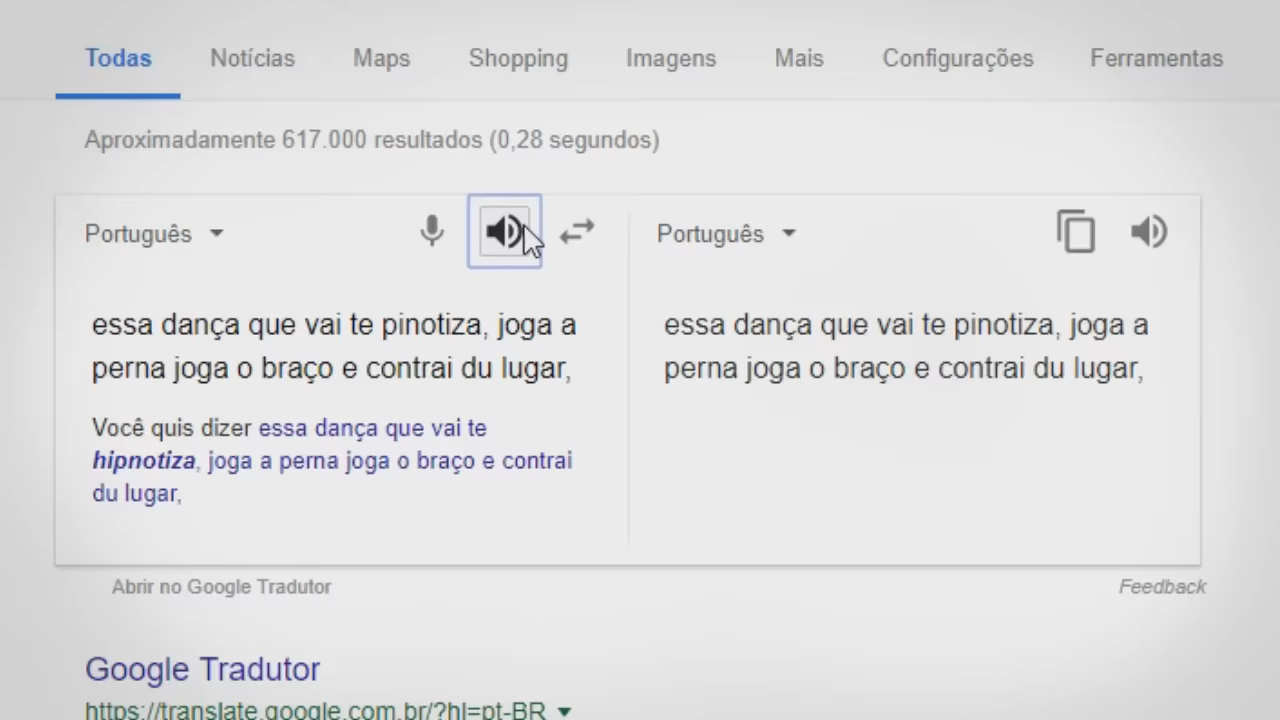 Todas Notícias Maps Shopping Imagens Mais Configurações Ferramentas
Aproximadamente 617.000 resultados (0,28 segundos)
Português
essa dança que vai te pinotiza, joga a
perna joga o braço e contrai du lugar,
Você quis dizer essa dança que vai te
hipnotiza, joga a perna joga o braço e contrai
du lugar,
Português
essa dança que vai te pinotiza, joga a
perna joga o braço e contrai du lugar,
Abrir no Google Tradutor
Feedback
Google Tradutor
https://translate.google.com.br/?hl=pt-BR